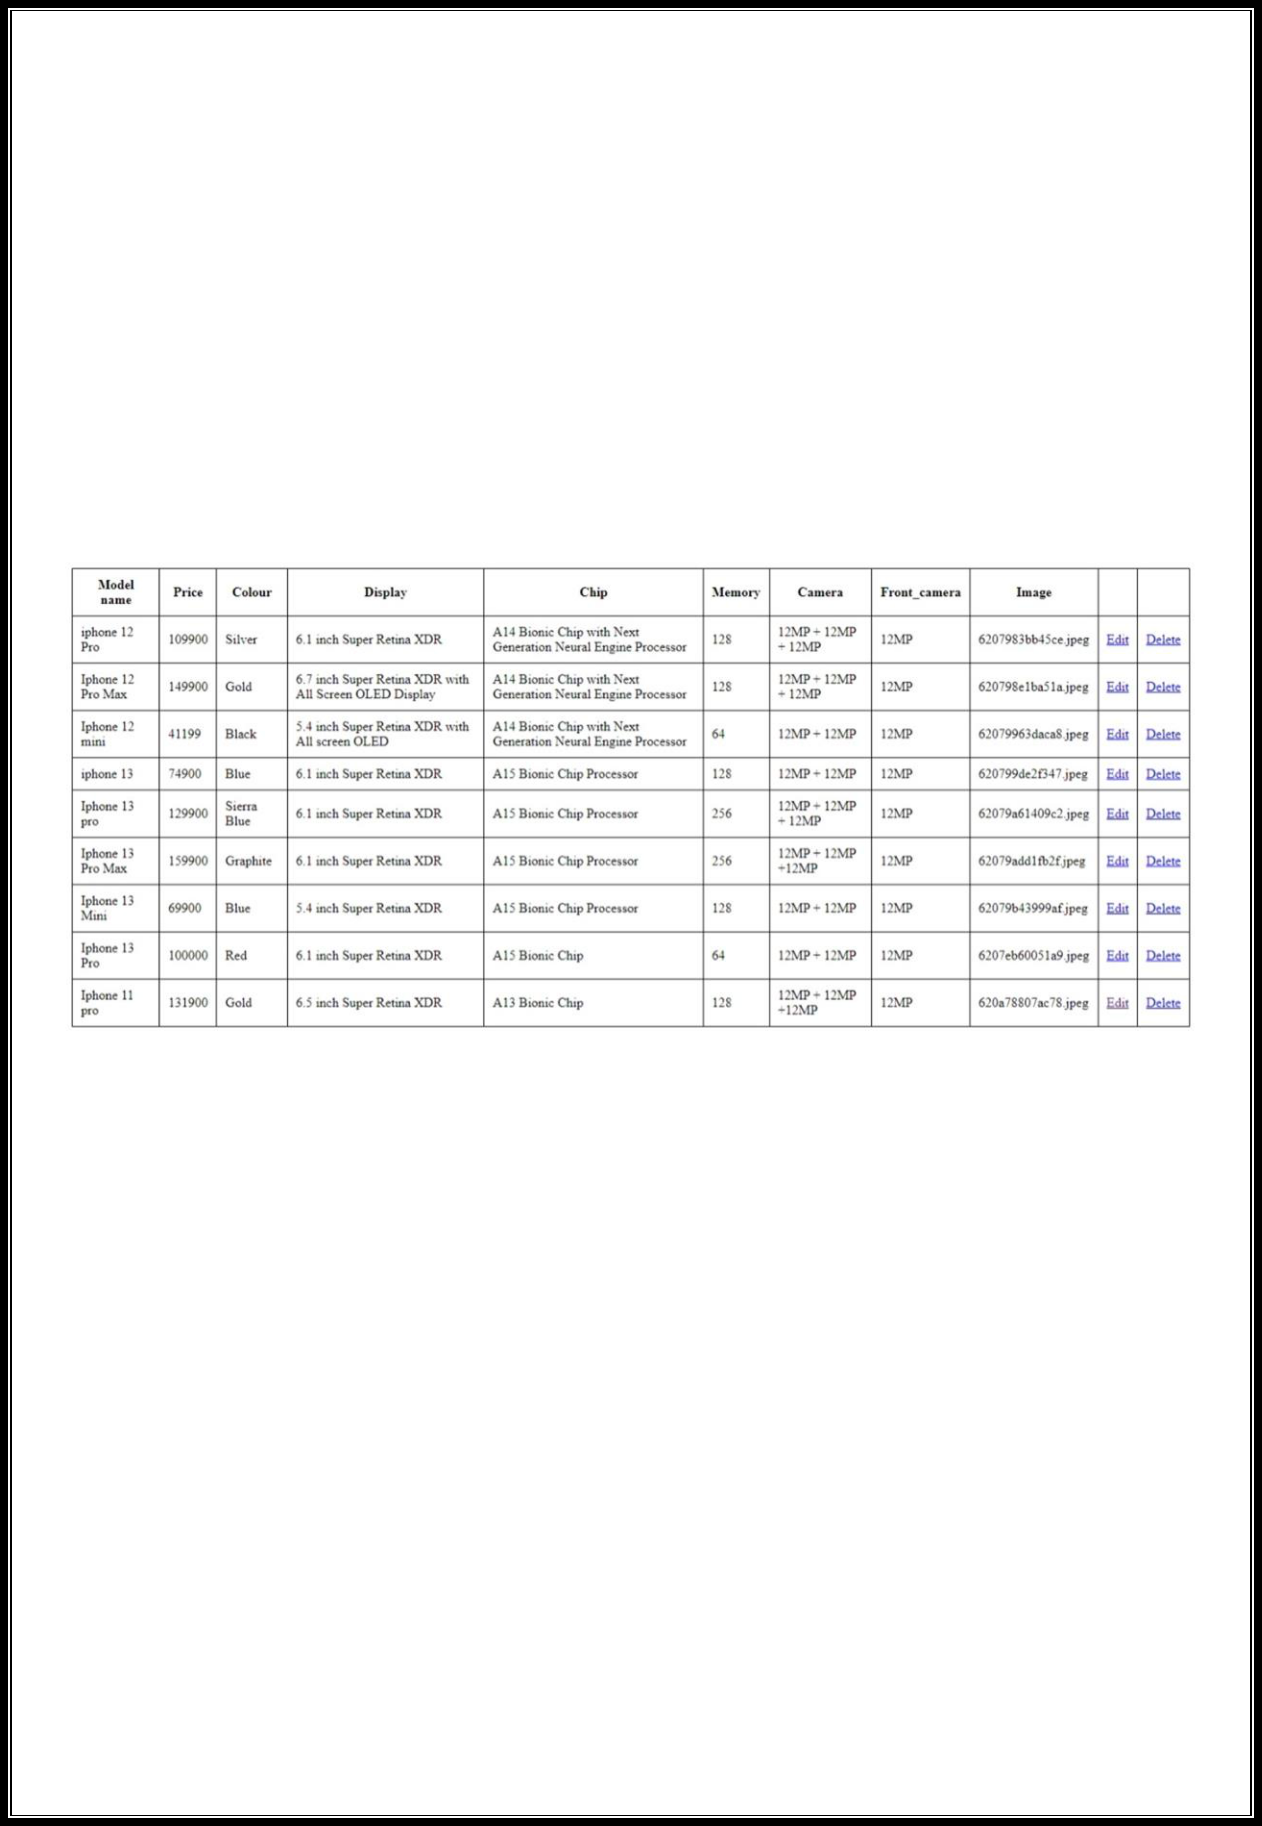 Model name Price Colour Display Chip Memory Camera Front_camera Image
iphone 12 Pro 109900 Silver 6.1 inch Super Retina XDR A14 Bionic Chip with Next Generation Neural Engine Processor 128 12MP + 12MP + 12MP 12MP 6207983bb45ce.jpeg Edit Delete
Iphone 12 Pro Max 149900 Gold 6.7 inch Super Retina XDR with All Screen OLED Display A14 Bionic Chip with Next Generation Neural Engine Processor 128 12MP + 12MP + 12MP 12MP 620798e1ba51a.jpeg Edit Delete
Iphone 12 mini 41199 Black 5.4 inch Super Retina XDR with All screen OLED A14 Bionic Chip with Next Generation Neural Engine Processor 64 12MP + 12MP 12MP 62079963daca8.jpeg Edit Delete
iphone 13 74900 Blue 6.1 inch Super Retina XDR A15 Bionic Chip Processor 128 12MP + 12MP 12MP 620799de2f347.jpeg Edit Delete
Iphone 13 pro 129900 Sierra Blue 6.1 inch Super Retina XDR A15 Bionic Chip Processor 256 12MP + 12MP + 12MP 12MP 62079a61409c2.jpeg Edit Delete
Iphone 13 Pro Max 159900 Graphite 6.1 inch Super Retina XDR A15 Bionic Chip Processor 256 12MP + 12MP +12MP 12MP 62079add1fb2f.jpeg Edit Delete
Iphone 13 Mini 69900 Blue 5.4 inch Super Retina XDR A15 Bionic Chip Processor 128 12MP + 12MP 12MP 62079b43999af.jpeg Edit Delete
Iphone 13 Pro 100000 Red 6.1 inch Super Retina XDR A15 Bionic Chip 64 12MP + 12MP 12MP 6207eb60051a9.jpeg Edit Delete
Iphone 11 pro 131900 Gold 6.5 inch Super Retina XDR A13 Bionic Chip 128 12MP + 12MP +12MP 12MP 620a78807ac78.jpeg Edit Delete